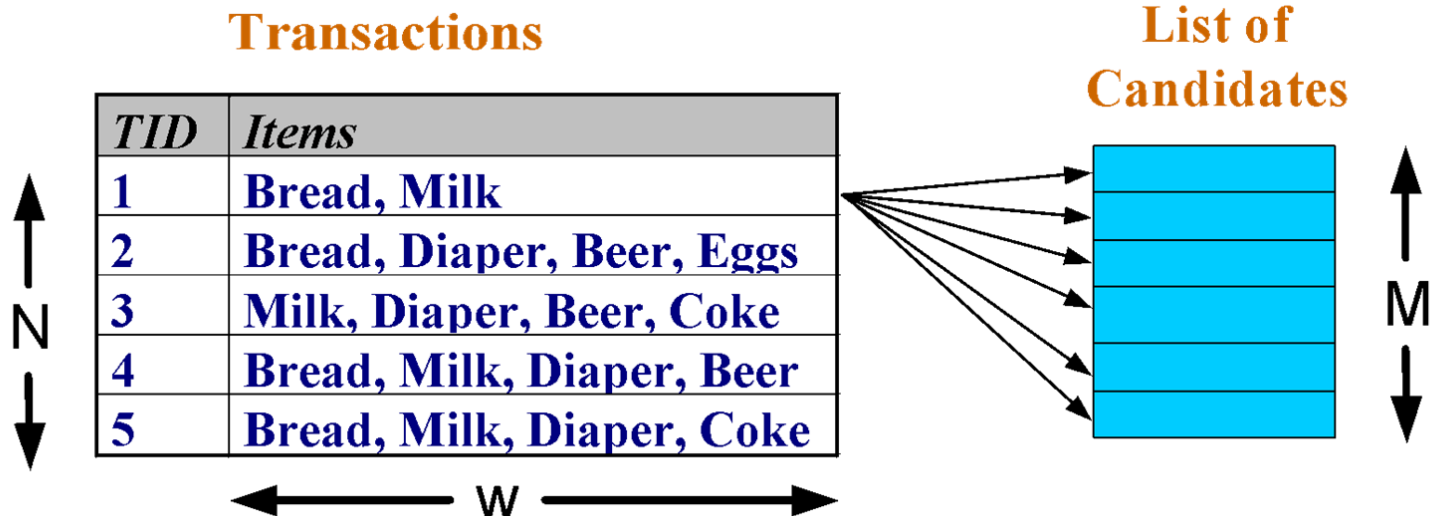 Transactions
List of
Candidates
TID Items
1 Bread, Milk
2 Bread, Diaper, Beer, Eggs
3 Milk, Diaper, Beer, Coke
4 Bread, Milk, Diaper, Beer
5 Bread, Milk, Diaper, Coke
N
M
W